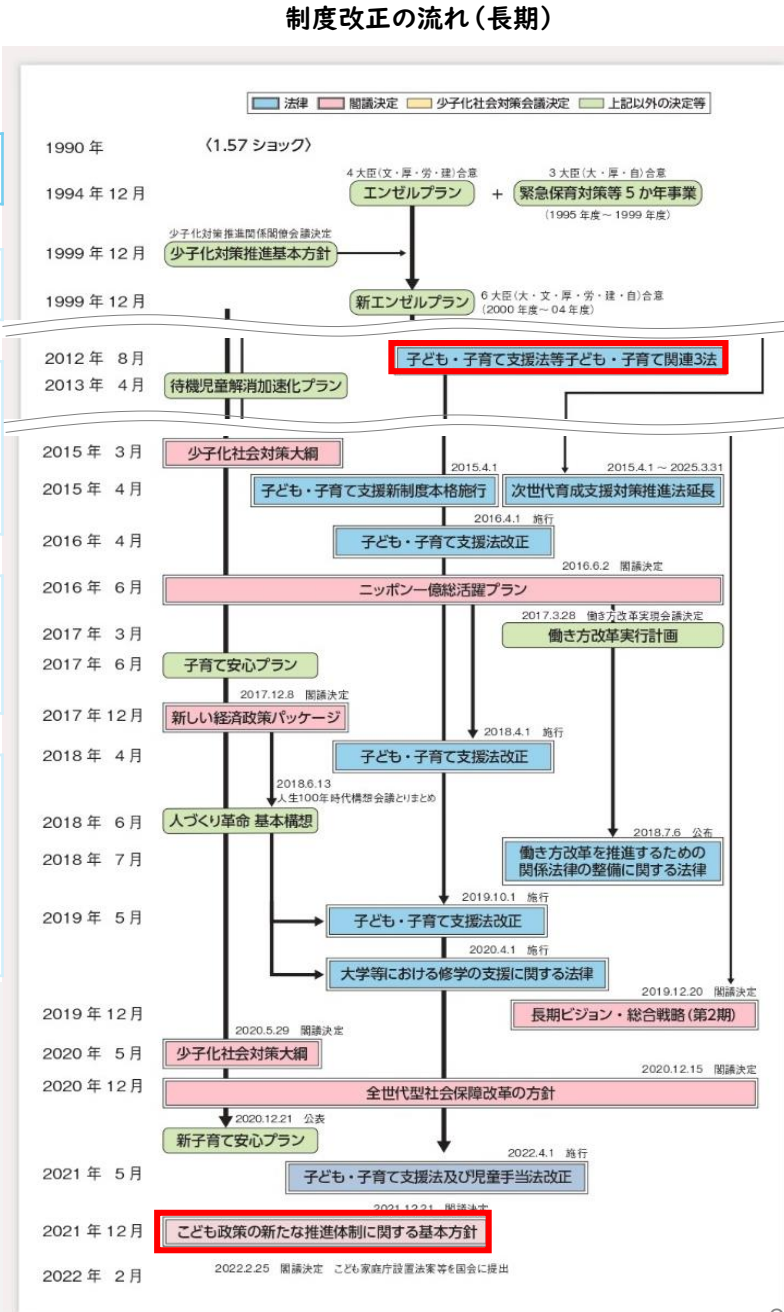 制度改正の流れ（長期）
法律 閣議決定 少子化社会対策会議決定 上記以外の決定等
1990 年 〈1.57 ショック〉
4 大臣（文・厚・労・建）合意 3 大臣（大・厚・自）合意
1994 年 12 月 エンゼルプラン + 緊急保育対策等 5 か年事業
（1995 年度～ 1999 年度）
少子化対策推進関係閣僚会議決定
1999 年 12 月 少子化対策推進基本方針
1999 年 12 月 新エンゼルプラン 6 大臣（大・文・厚・労・建・自）合意
（2000 年度～ 04 年度）
2012 年 8 月 子ども・子育て支援法等子ども・子育て関連3法
2013 年 4 月 待機児童解消加速化プラン
2015 年 3 月 少子化社会対策大綱
2015.4.1 2015.4.1 ～ 2025.3.31
2015 年 4 月 子ども・子育て支援新制度本格施行 次世代育成支援対策推進法延長
2016.4.1 施行
2016 年 4 月 子ども・子育て支援法改正
2016.6.2 閣議決定
2016 年 6 月 ニッポン一億総活躍プラン
2017.3.28 働き方改革実現会議決定
2017 年 3 月 働き方改革実行計画
2017 年 6 月 子育て安心プラン
2017.12.8 閣議決定
2017 年 12 月 新しい経済政策パッケージ
2018.4.1 施行
2018 年 4 月 子ども・子育て支援法改正
2018.6.13
人生100年時代構想会議とりまとめ
2018 年 6 月 人づくり革命 基本構想
2018.7.6 公布
2018 年 7 月 働き方改革を推進するための
関係法律の整備に関する法律
2019.10.1 施行
2019 年 5 月 子ども・子育て支援法改正
2020.4.1 施行
大学等における修学の支援に関する法律
2019.12.20 閣議決定
2019 年 12 月 長期ビジョン・総合戦略（第2期）
2020.5.29 閣議決定
2020 年 5 月 少子化社会対策大綱
2020.12.15 閣議決定
2020 年 12 月 全世代型社会保障改革の方針
2020.12.21 公表
新子育て安心プラン
2022.4.1 施行
2021 年 5 月 子ども・子育て支援法及び児童手当法改正
2021.12.21 閣議決定
2021 年 12 月 こども政策の新たな推進体制に関する基本方針
2022 年 2 月 2022.2.25 閣議決定 こども家庭庁設置法案等を国会に提出